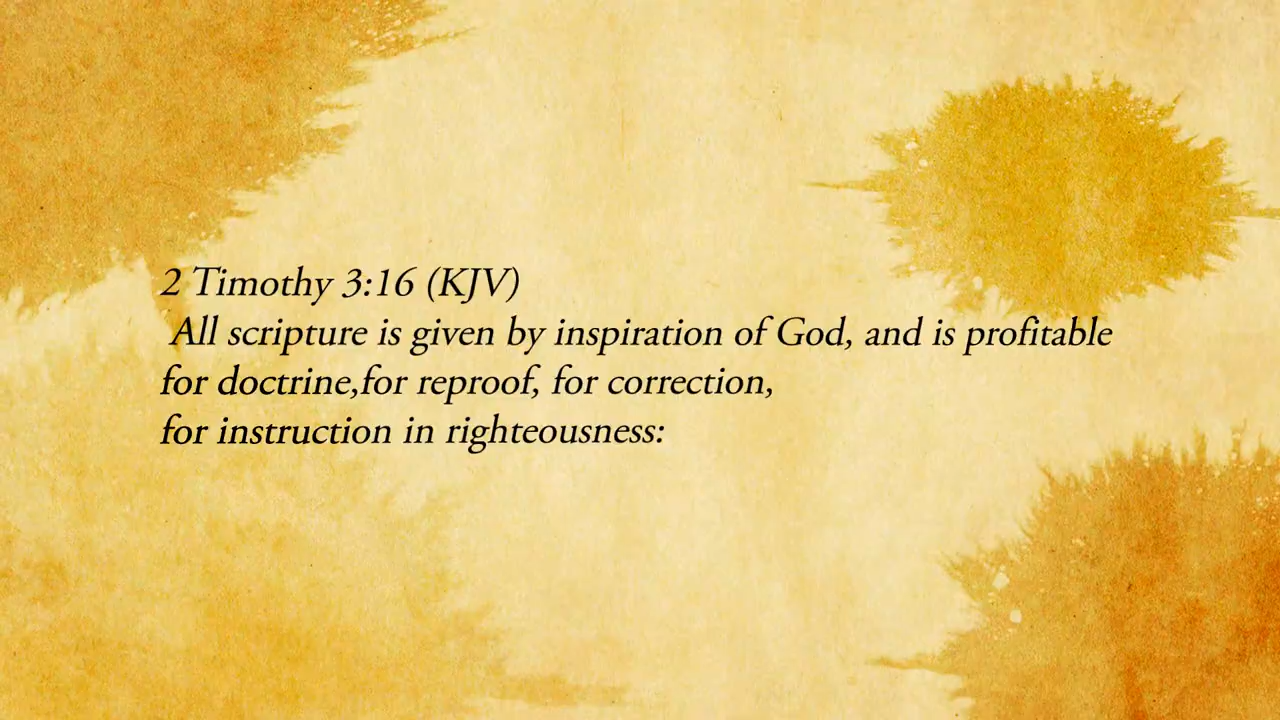 2 Timothy 3:16 (KJV)
All scripture is given by inspiration of God, and is profitable
for doctrine,for reproof, for correction,
for instruction in righteousness: